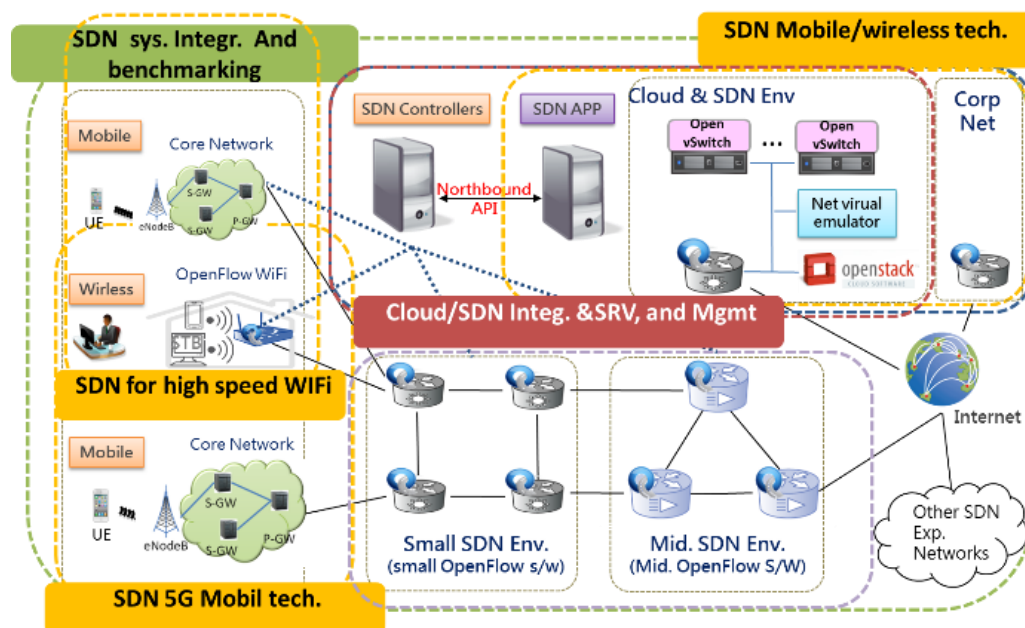 SDN sys. Integr. And
benchmarking
SDN Mobile/wireless tech.
Mobile
Core Network
S-GW
S-GW
P-GW
UE
eNodeB
SDN Controllers
SDN APP
Northbound
API
Cloud & SDN Env
Open
vSwitch
...
Open
vSwitch
Net virual
emulator
openstack
CLOUD SOFTWARE
Corp
Net
Wirless
OpenFlow WiFi
STB
SDN for high speed WIFi
Cloud/SDN Integ. &SRV, and Mgmt
Internet
Mobile
Core Network
S-GW
S-GW
P-GW
UE
eNodeB
SDN 5G Mobil tech.
Small SDN Env.
(small OpenFlow s/w)
Mid. SDN Env.
(Mid. OpenFlow S/W)
Other SDN
Exp.
Networks